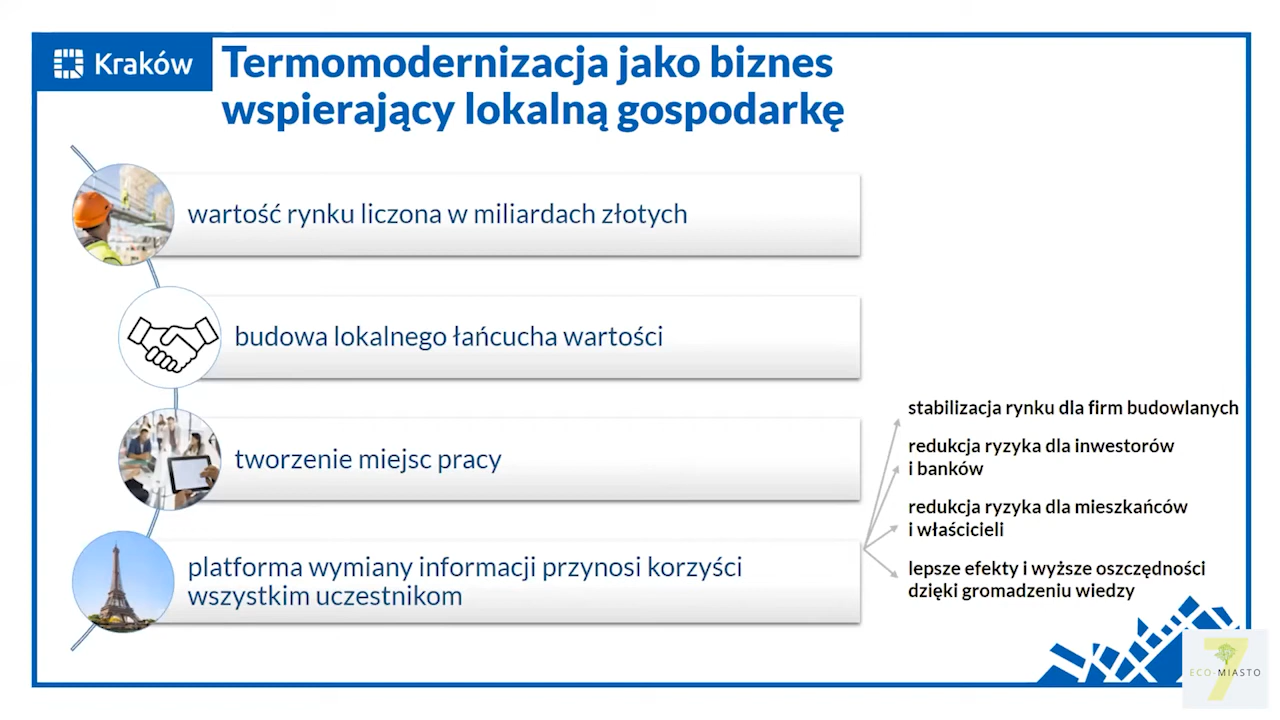 Kraków
Termomodernizacja jako biznes
wspierający lokalną gospodarkę
wartość rynku liczona w miliardach złotych
budowa lokalnego łańcucha wartości
tworzenie miejsc pracy
platforma wymiany informacji przynosi korzyści
wszystkim uczestnikom
stabilizacja rynku dla firm budowlanych
redukcja ryzyka dla inwestorów
i banków
redukcja ryzyka dla mieszkańców
i właścicieli
lepsze efekty i wyższe oszczędności
dzięki gromadzeniu wiedzy
7
ECO-MIASTO